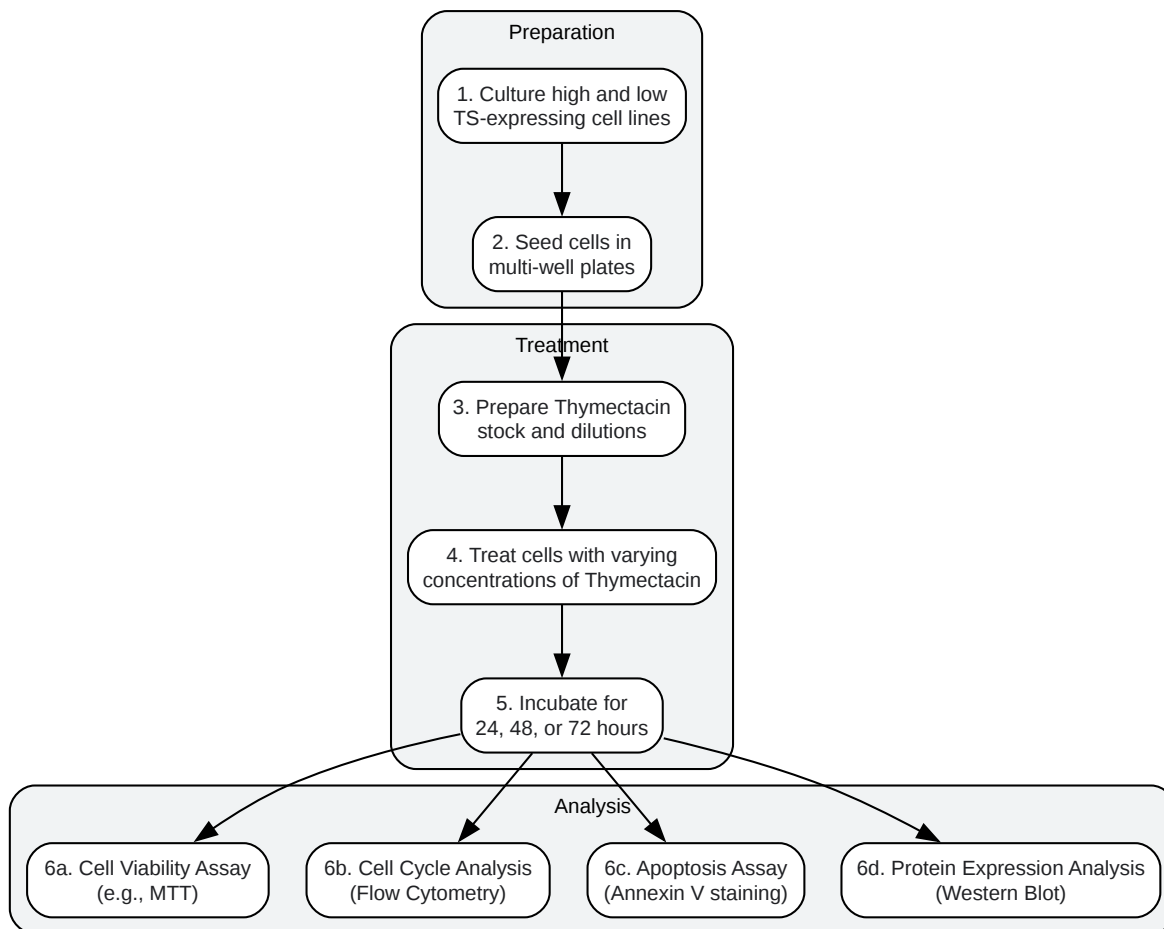 Preparation
1. Culture high and low
TS-expressing cell lines
2. Seed cells in
multi-well plates
Treatment
3. Prepare Thymectacin
stock and dilutions
4. Treat cells with varying
concentrations of Thymectacin
5. Incubate for
24, 48, or 72 hours
Analysis
6a. Cell Viability Assay
(e.g., MTT)
6b. Cell Cycle Analysis
(Flow Cytometry)
6c. Apoptosis Assay
(Annexin V staining)
6d. Protein Expression Analysis
(Western Blot)